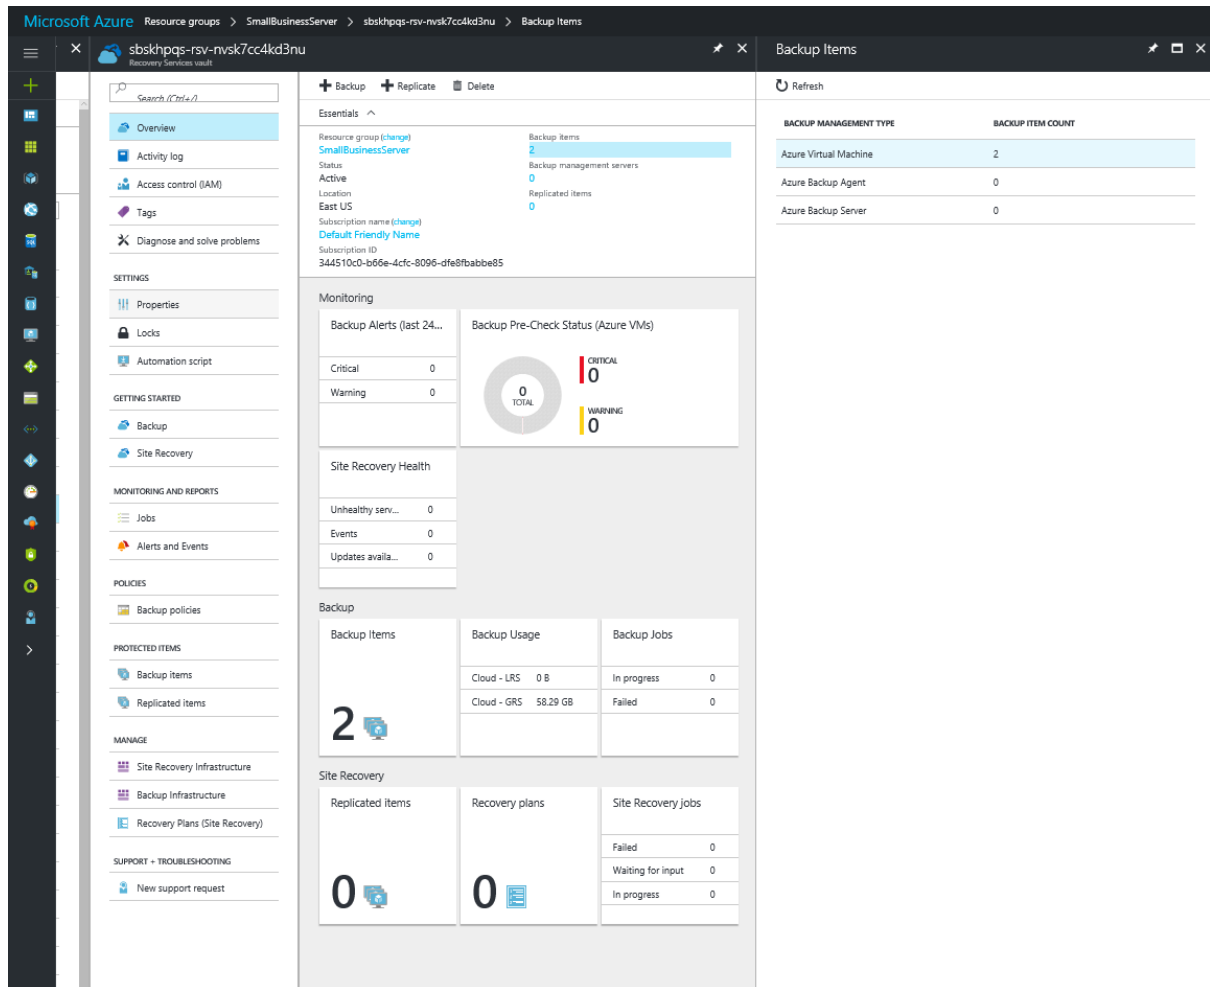 Microsoft Azure Resource groups > SmallBusinessServer > sbskhpqs-rsv-nvsk7cc4kd3nu > Backup Items
sbskhpqs-rsv-nvsk7cc4kd3nu
Recovery Services vault
Search (Ctrl+/)
Overview
Activity log
Access control (IAM)
Tags
Diagnose and solve problems
SETTINGS
Properties
Locks
Automation script
GETTING STARTED
Backup
Site Recovery
MONITORING AND REPORTS
Jobs
Alerts and Events
POLICIES
Backup policies
PROTECTED ITEMS
Backup items
Replicated items
MANAGE
Site Recovery Infrastructure
Backup Infrastructure
Recovery Plans (Site Recovery)
SUPPORT + TROUBLESHOOTING
New support request
Backup Replicate Delete
Essentials
Resource group (change)
SmallBusinessServer
Status
Active
Location
East US
Subscription name (change)
Default Friendly Name
Subscription ID
344510c0-b66e-4cfc-8096-dfe8fbabbe85
Backup items
2
Backup management servers
0
Replicated items
0
Monitoring
Backup Alerts (last 24...
Critical 0
Warning 0
Backup Pre-Check Status (Azure VMs)
0
TOTAL
CRITICAL
0
WARNING
0
Site Recovery Health
Unhealthy serv... 0
Events 0
Updates availa... 0
Backup
Backup Items
2
Backup Usage
Cloud - LRS 0 B
Cloud - GRS 58.29 GB
Backup Jobs
In progress 0
Failed 0
Site Recovery
Replicated items
0
Recovery plans
0
Site Recovery jobs
Failed 0
Waiting for input 0
In progress 0
Backup Items
Refresh
BACKUP MANAGEMENT TYPE BACKUP ITEM COUNT
Azure Virtual Machine 2
Azure Backup Agent 0
Azure Backup Server 0